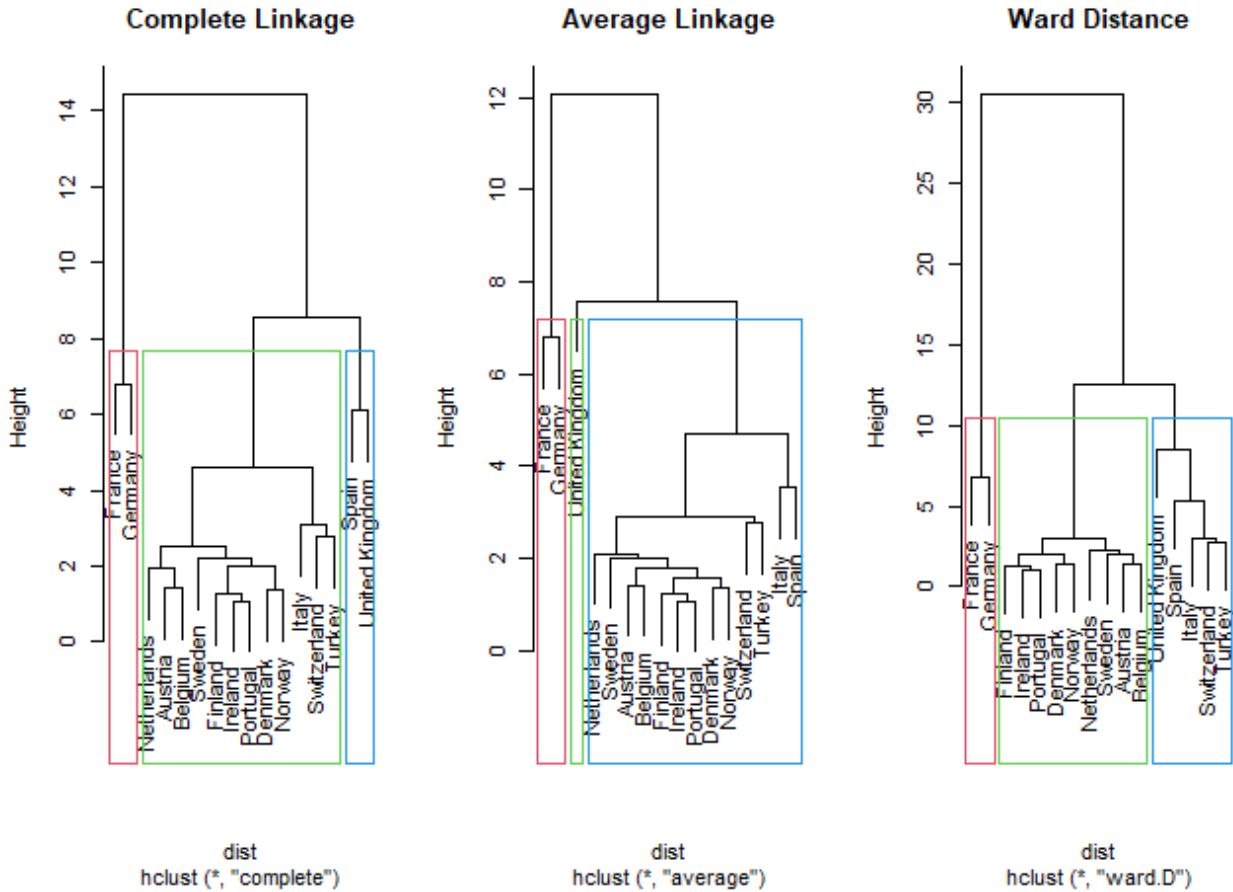 Complete Linkage
Height
14
12
10
8
6
4
2
0
France
Germany
Netherlands
Austria
Belgium
Sweden
Finland
Ireland
Portugal
Denmark
Norway
Italy
Switzerland
Turkey
Spain
United Kingdom
dist
hclust (*, "complete")
Average Linkage
Height
12
10
8
6
4
2
0
France
Germany
United Kingdom
Netherlands
Sweden
Austria
Belgium
Finland
Ireland
Portugal
Denmark
Norway
Switzerland
Turkey
Italy
Spain
dist
hclust (*, "average")
Ward Distance
Height
30
25
20
15
10
5
0
France
Germany
Finland
Ireland
Portugal
Denmark
Norway
Netherlands
Sweden
Austria
Belgium
United Kingdom
Spain
Italy
Switzerland
Turkey
dist
hclust (*, "ward.D")